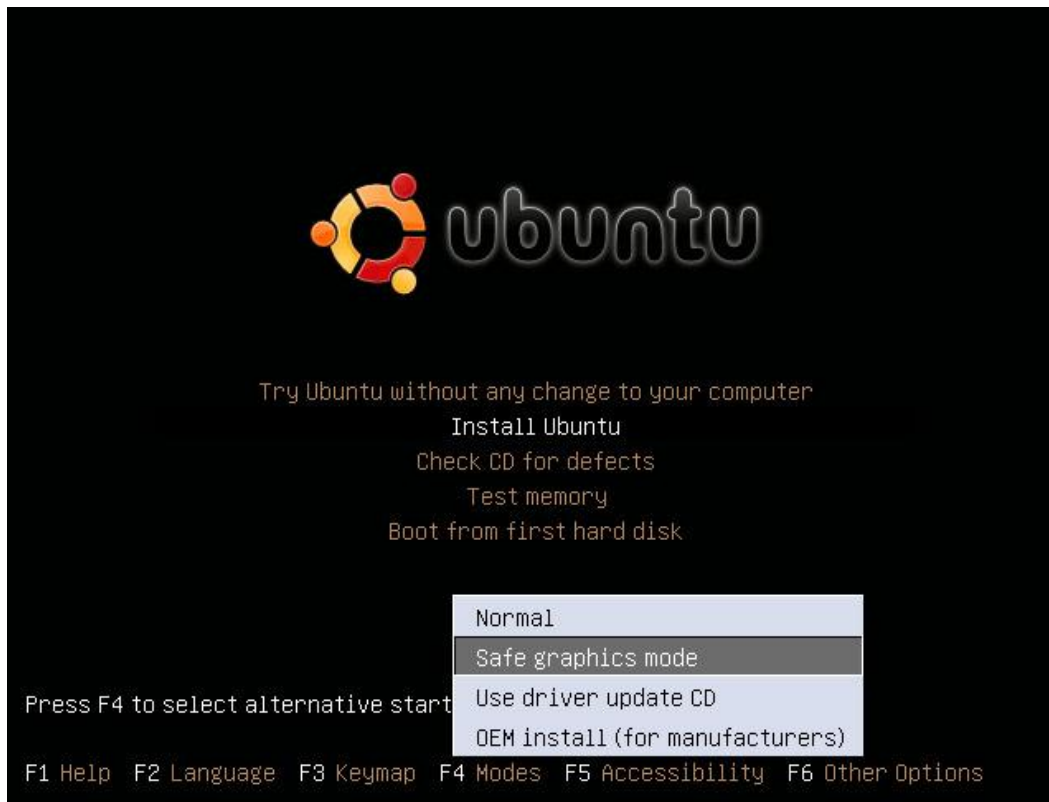 ubuntu
Try Ubuntu without any change to your computer
Install Ubuntu
Check CD for defects
Test memory
Boot from first hard disk
Normal
Safe graphics mode
Use driver update CD
OEM install (for manufacturers)
Press F4 to select alternative start
F1 Help F2 Language F3 Keymap F4 Modes F5 Accessibility F6 Other Options